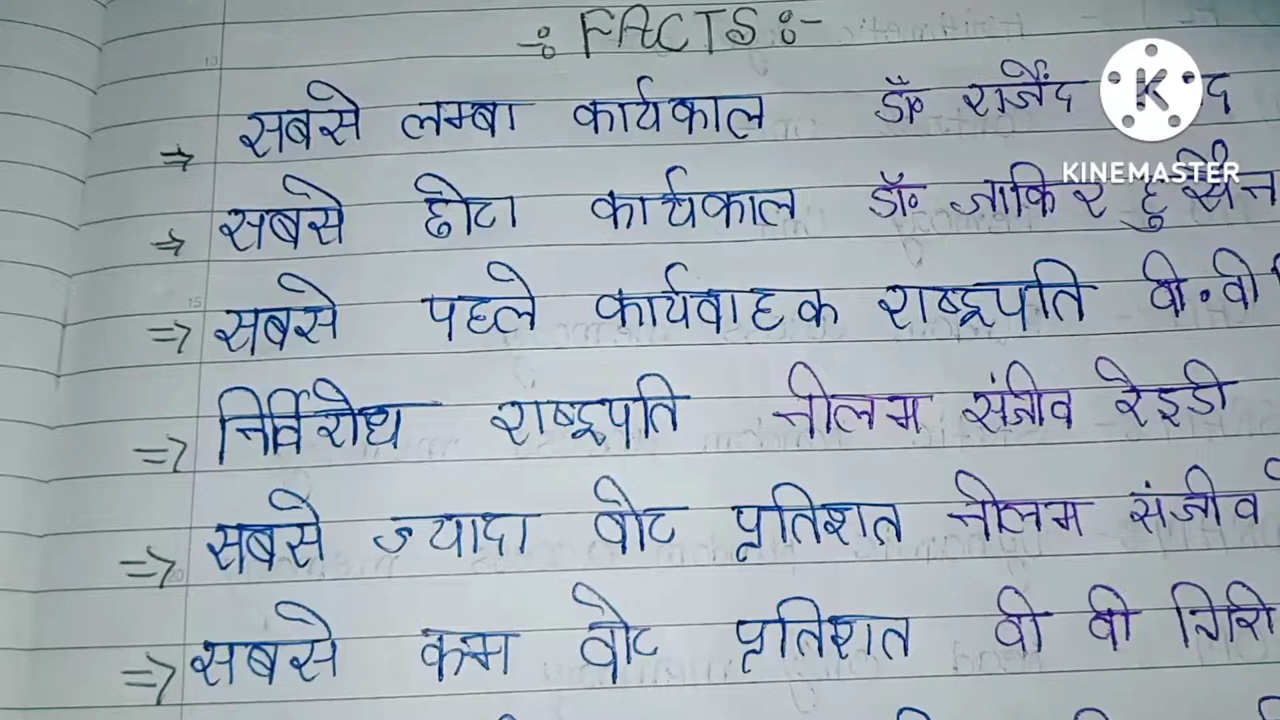 -: FACTS :-
⇒ सबसे लम्बा कार्यकाल डॉ राजेंद
K
KINEMASTER
⇒ सबसे छोटा कार्यकाल डॉ॰ जाकिर हुसैन
⇒ सबसे पहले कार्यवाहक राष्ट्रपति वी.वी
⇒ निर्विरोध राष्ट्रपति नीलम संजीव रेड्डी
⇒ सबसे ज्यादा वोट प्रतिशत नीलम संजीव
⇒ सबसे कम वोट प्रतिशत वी वी गिरि